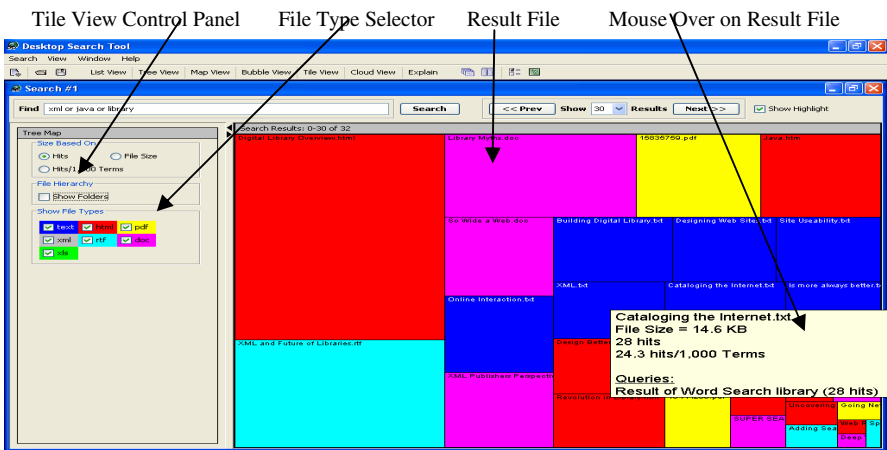 Tile View Control Panel File Type Selector Result File Mouse Over on Result File
Desktop Search Tool
Search View Window Help
List View Tree View Map View Bubble View Tile View Cloud View Explain
Search #1
Find xml or java or library Search << Prev Show 30 Results Next >> Show Highlight
Tree Map
Size Based On
Hits File Size
Hits/1,000 Terms
File Hierarchy
Show Folders
Show File Types
text html pdf
xml rtf doc
xls
Search Results: 0-30 of 32
Digital Library Overview.html Library Myths.doc 15835759.pdf Java.htm
So Wide a Web.doc Building Digital Library.txt Designing Web Sites.txt Site Useability.txt
XML.txt Cataloging the Internet.txt Is more always better.t
Online Interaction.txt
XML and Future of Libraries.rtf Design Better
XML Publishers Perspecti
Revolution in
SUPER SEA
Uncovering Going Ne
Adding Sea Web R Sp
Deep
Cataloging the Internet.txt
File Size = 14.6 KB
28 hits
24.3 hits/1,000 Terms
Queries:
Result of Word Search library (28 hits)